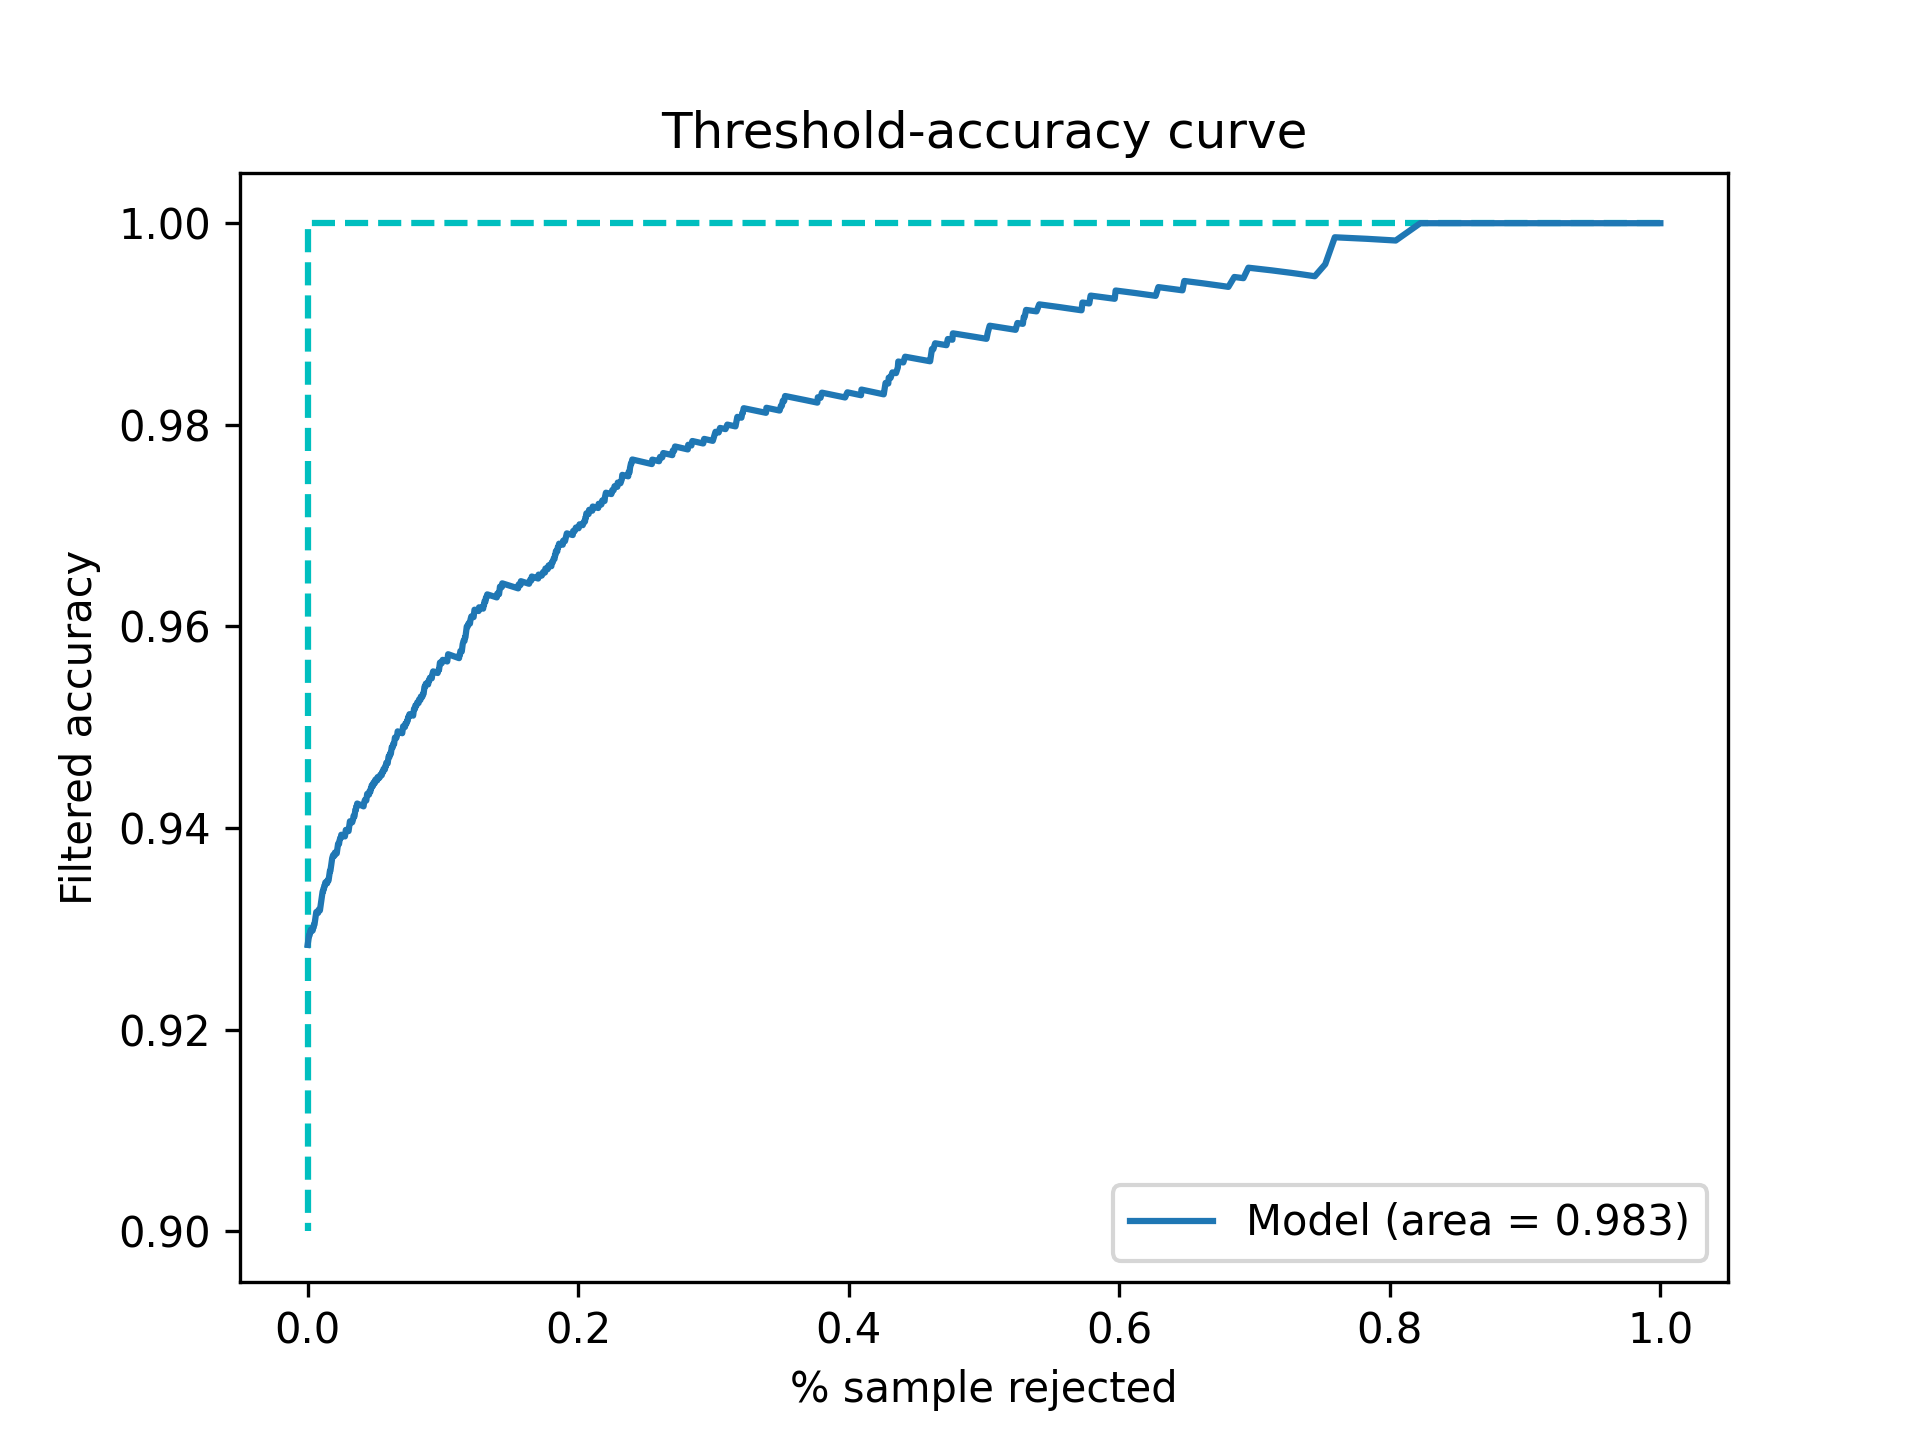 Threshold-accuracy curve
1.00
0.98
0.96
0.94
0.92
0.90
Filtered accuracy
Model (area = 0.983)
0.0 0.2 0.4 0.6 0.8 1.0
% sample rejected